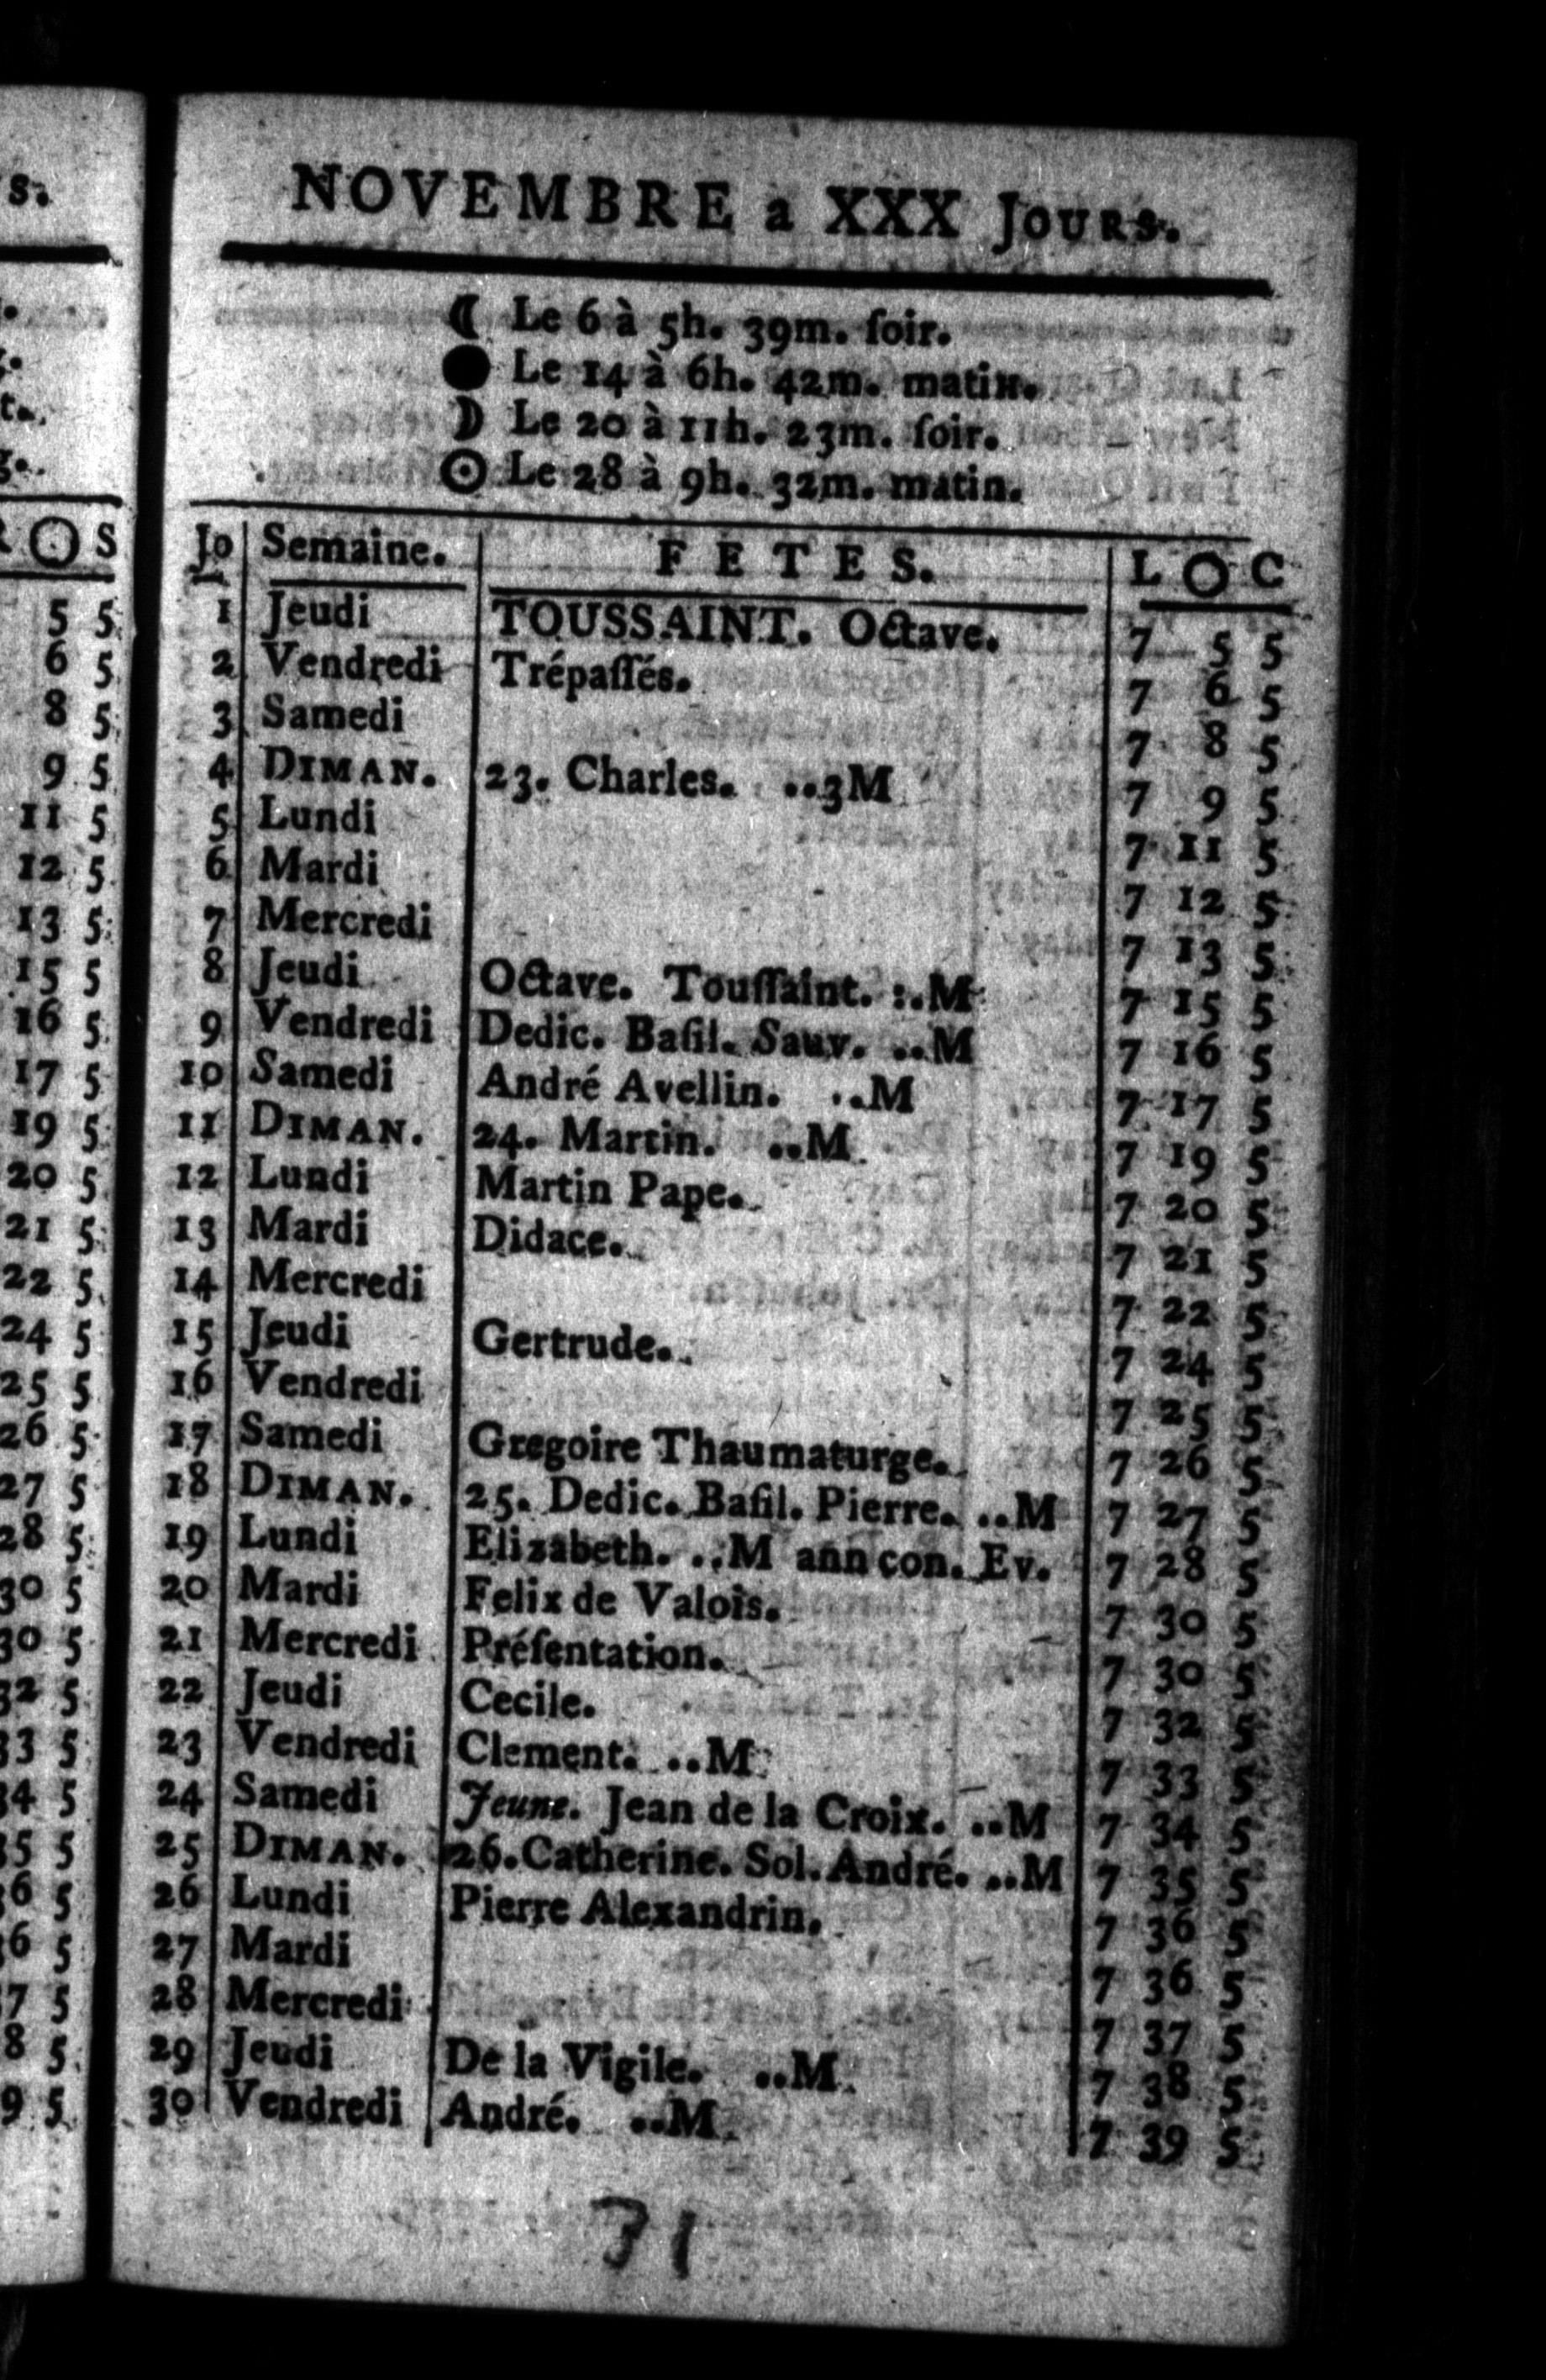 NOVEMBRE a XXX JOURS.
☾ Le 6 à 5h. 39m. ſoir.
● Le 14 à 6h. 42m. matin.
☽ Le 20 à 11h. 23m. ſoir.
☉ Le 28 à 9h. 32m. matin.
Jo Semaine. FETES. L O C
1 Jeudi TOUSSAINT. Octave. 7 5 5
2 Vendredi Trépaſſés. 7 6 5
3 Samedi 7 8 5
4 DIMAN. 23. Charles. ..3M 7 9 5
5 Lundi 7 11 5
6 Mardi 7 12 5
7 Mercredi 7 13 5
8 Jeudi Octave. Touſſaint. :.M 7 15 5
9 Vendredi Dedic. Baſil. Sauv. ..M 7 16 5
10 Samedi André Avellin. ..M 7 17 5
11 DIMAN. 24. Martin. ..M 7 19 5
12 Lundi Martin Pape. 7 20 5
13 Mardi Didace. 7 21 5
14 Mercredi 7 22 5
15 Jeudi Gertrude. 7 24 5
16 Vendredi 7 25 5
17 Samedi Gregoire Thaumaturge. 7 26 5
18 DIMAN. 25. Dedic. Baſil. Pierre. ..M 7 27 5
19 Lundi Elizabeth. ..M ann con. Ev. 7 28 5
20 Mardi Felix de Valois. 7 30 5
21 Mercredi Préſentation. 7 30 5
22 Jeudi Cecile. 7 32 5
23 Vendredi Clement. ..M 7 33 5
24 Samedi Jeune. Jean de la Croix. ..M 7 34 5
25 DIMAN. 26. Catherine. Sol. André. ..M 7 35 5
26 Lundi Pierre Alexandrin. 7 36 5
27 Mardi 7 36 5
28 Mercredi 7 37 5
29 Jeudi De la Vigile. ..M 7 38 5
30 Vendredi André. ..M 7 39 5
31